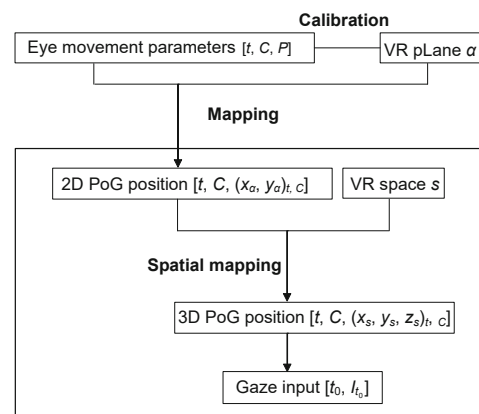 Calibration
Eye movement parameters [t, C, P]
VR pLane α
Mapping
2D PoG position [t, C, (xα, yα)t, C]
VR space s
Spatial mapping
3D PoG position [t, C, (xs, ys, zs)t, C]
Gaze input [t0, It0]